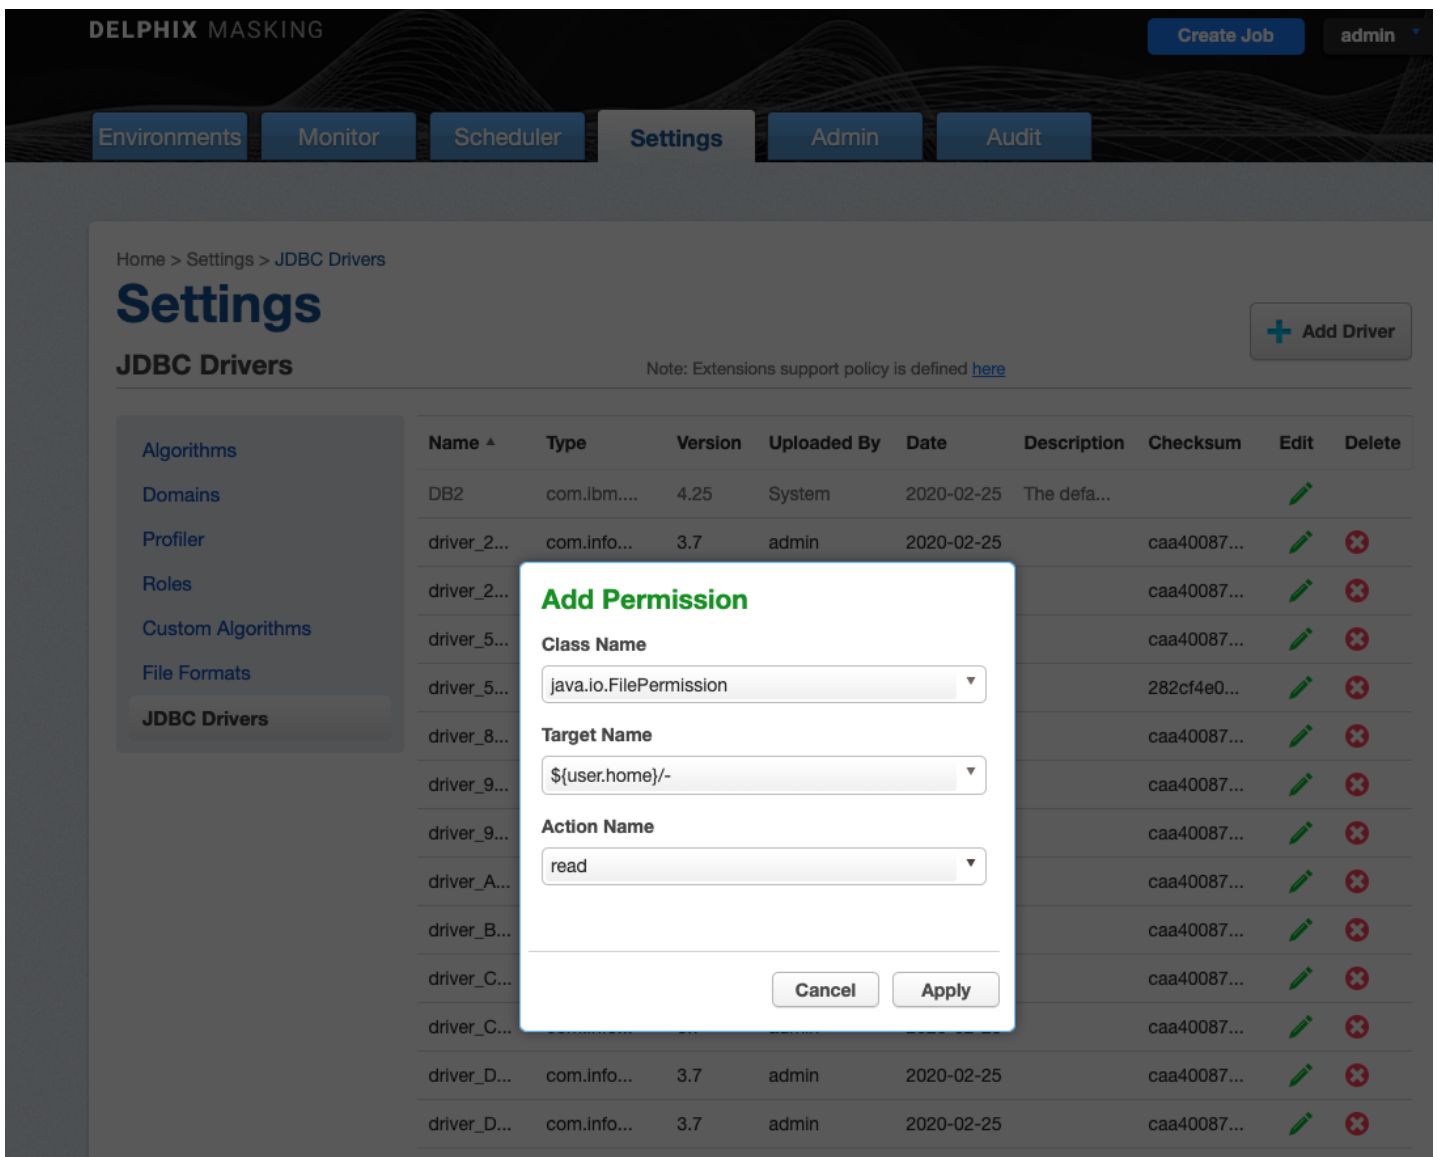 DELPHIX MASKING
Create Job
admin
Environments Monitor Scheduler Settings Admin Audit
Home > Settings > JDBC Drivers
Settings
Add Driver
JDBC Drivers
Note: Extensions support policy is defined here
Algorithms
Domains
Profiler
Roles
Custom Algorithms
File Formats
JDBC Drivers
Name Type Version Uploaded By Date Description Checksum Edit Delete
DB2 com.ibm.... 4.25 System 2020-02-25 The defa...
driver_2... com.info... 3.7 admin 2020-02-25 caa40087...
driver_2... caa40087...
driver_5... caa40087...
driver_5... 282cf4e0...
driver_8... caa40087...
driver_9... caa40087...
driver_9... caa40087...
driver_A... caa40087...
driver_B... caa40087...
driver_C... caa40087...
driver_C... caa40087...
driver_D... com.info... 3.7 admin 2020-02-25 caa40087...
driver_D... com.info... 3.7 admin 2020-02-25 caa40087...
Add Permission
Class Name
java.io.FilePermission
Target Name
${user.home}/-
Action Name
read
Cancel Apply